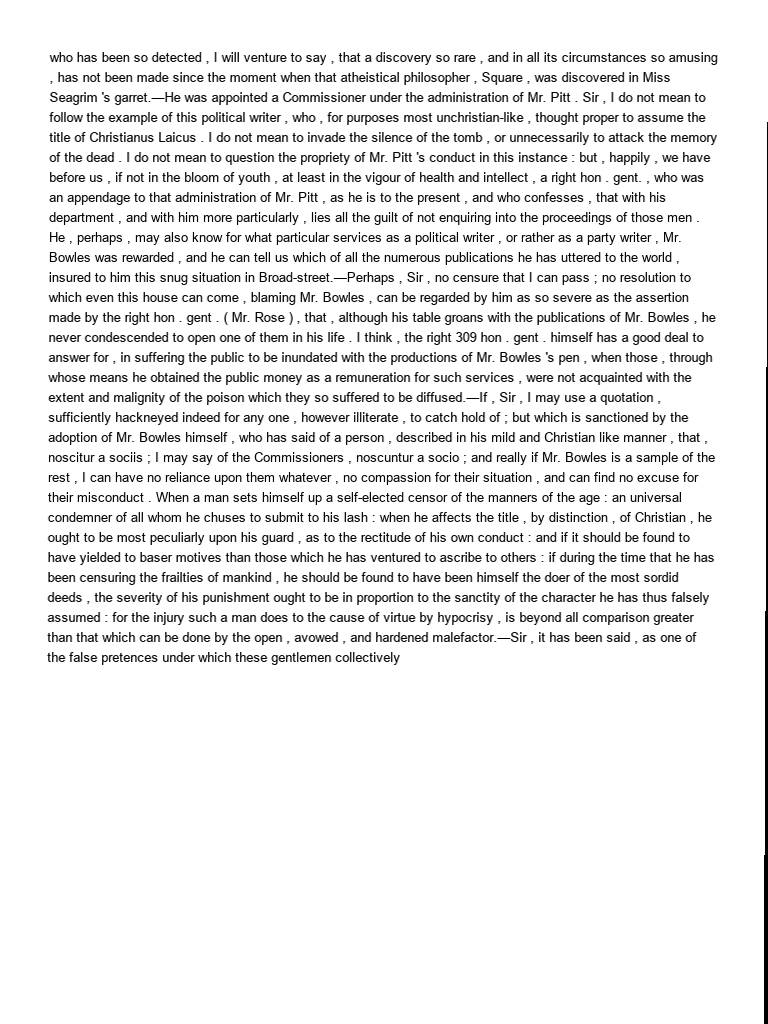 who has been so detected , I will venture to say , that a discovery so rare , and in all its circumstances so amusing
, has not been made since the moment when that atheistical philosopher , Square , was discovered in Miss
Seagrim 's garret.—He was appointed a Commissioner under the administration of Mr. Pitt . Sir , I do not mean to
follow the example of this political writer , who , for purposes most unchristian-like , thought proper to assume the
title of Christianus Laicus . I do not mean to invade the silence of the tomb , or unnecessarily to attack the memory
of the dead . I do not mean to question the propriety of Mr. Pitt 's conduct in this instance : but , happily , we have
before us , if not in the bloom of youth , at least in the vigour of health and intellect , a right hon . gent. , who was
an appendage to that administration of Mr. Pitt , as he is to the present , and who confesses , that with his
department , and with him more particularly , lies all the guilt of not enquiring into the proceedings of those men .
He , perhaps , may also know for what particular services as a political writer , or rather as a party writer , Mr.
Bowles was rewarded , and he can tell us which of all the numerous publications he has uttered to the world ,
insured to him this snug situation in Broad-street.—Perhaps , Sir , no censure that I can pass ; no resolution to
which even this house can come , blaming Mr. Bowles , can be regarded by him as so severe as the assertion
made by the right hon . gent . ( Mr. Rose ) , that , although his table groans with the publications of Mr. Bowles , he
never condescended to open one of them in his life . I think , the right 309 hon . gent . himself has a good deal to
answer for , in suffering the public to be inundated with the productions of Mr. Bowles 's pen , when those , through
whose means he obtained the public money as a remuneration for such services , were not acquainted with the
extent and malignity of the poison which they so suffered to be diffused.—If , Sir , I may use a quotation ,
sufficiently hackneyed indeed for any one , however illiterate , to catch hold of ; but which is sanctioned by the
adoption of Mr. Bowles himself , who has said of a person , described in his mild and Christian like manner , that ,
noscitur a sociis ; I may say of the Commissioners , noscuntur a socio ; and really if Mr. Bowles is a sample of the
rest , I can have no reliance upon them whatever , no compassion for their situation , and can find no excuse for
their misconduct . When a man sets himself up a self-elected censor of the manners of the age : an universal
condemner of all whom he chuses to submit to his lash : when he affects the title , by distinction , of Christian , he
ought to be most peculiarly upon his guard , as to the rectitude of his own conduct : and if it should be found to
have yielded to baser motives than those which he has ventured to ascribe to others : if during the time that he has
been censuring the frailties of mankind , he should be found to have been himself the doer of the most sordid
deeds , the severity of his punishment ought to be in proportion to the sanctity of the character he has thus falsely
assumed : for the injury such a man does to the cause of virtue by hypocrisy , is beyond all comparison greater
than that which can be done by the open , avowed , and hardened malefactor.—Sir , it has been said , as one of
the false pretences under which these gentlemen collectively